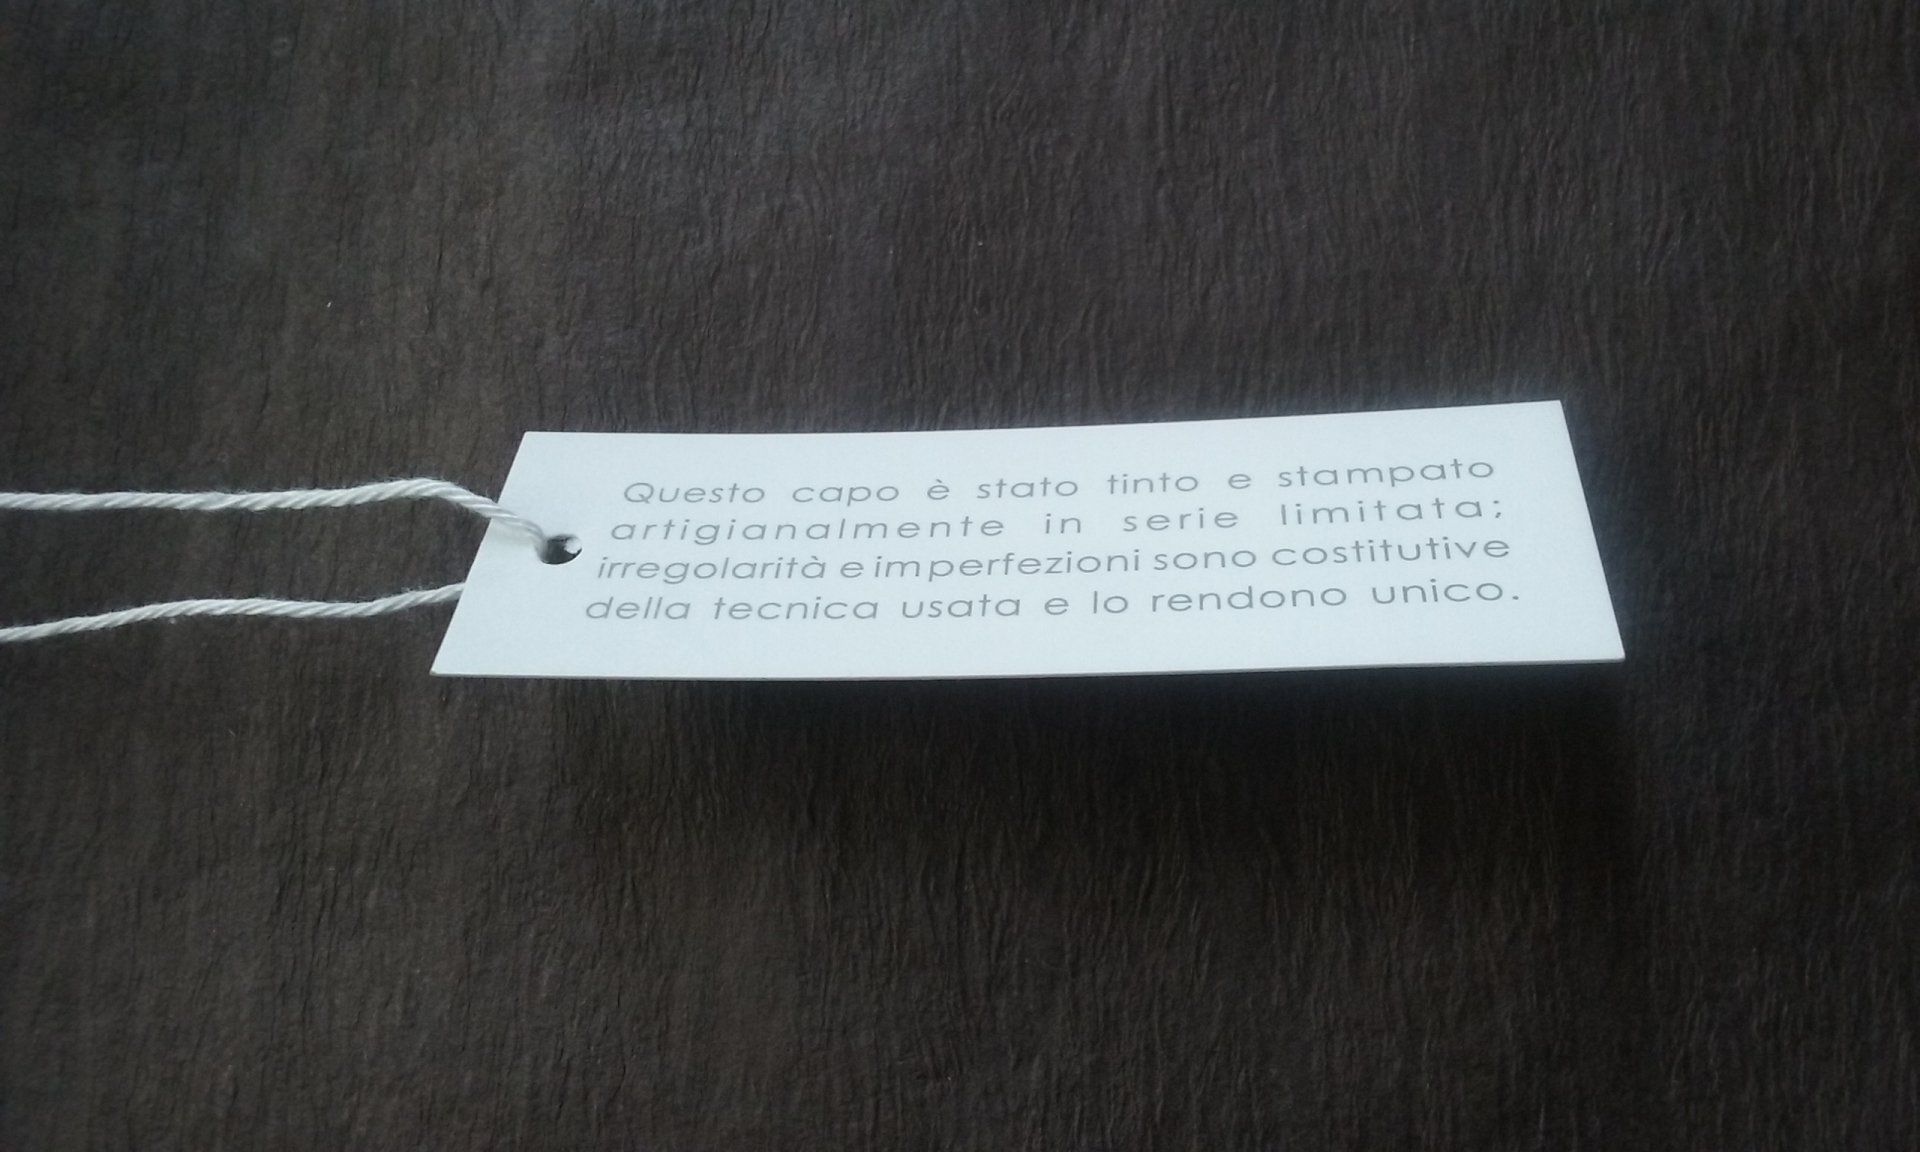 Questo capo è stato tinto e stampato
artigianalmente in serie limitata;
irregolarità e imperfezioni sono costitutive
della tecnica usata e lo rendono unico.